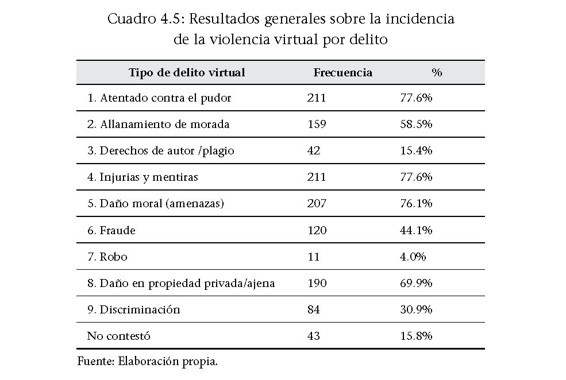 Cuadro 4.5: Resultados generales sobre la incidencia
de la violencia virtual por delito
Tipo de delito virtual Frecuencia %
1. Atentado contra el pudor 211 77.6%
2. Allanamiento de morada 159 58.5%
3. Derechos de autor /plagio 42 15.4%
4. Injurias y mentiras 211 77.6%
5. Daño moral (amenazas) 207 76.1%
6. Fraude 120 44.1%
7. Robo 11 4.0%
8. Daño en propiedad privada/ajena 190 69.9%
9. Discriminación 84 30.9%
No contestó 43 15.8%
Fuente: Elaboración propia.